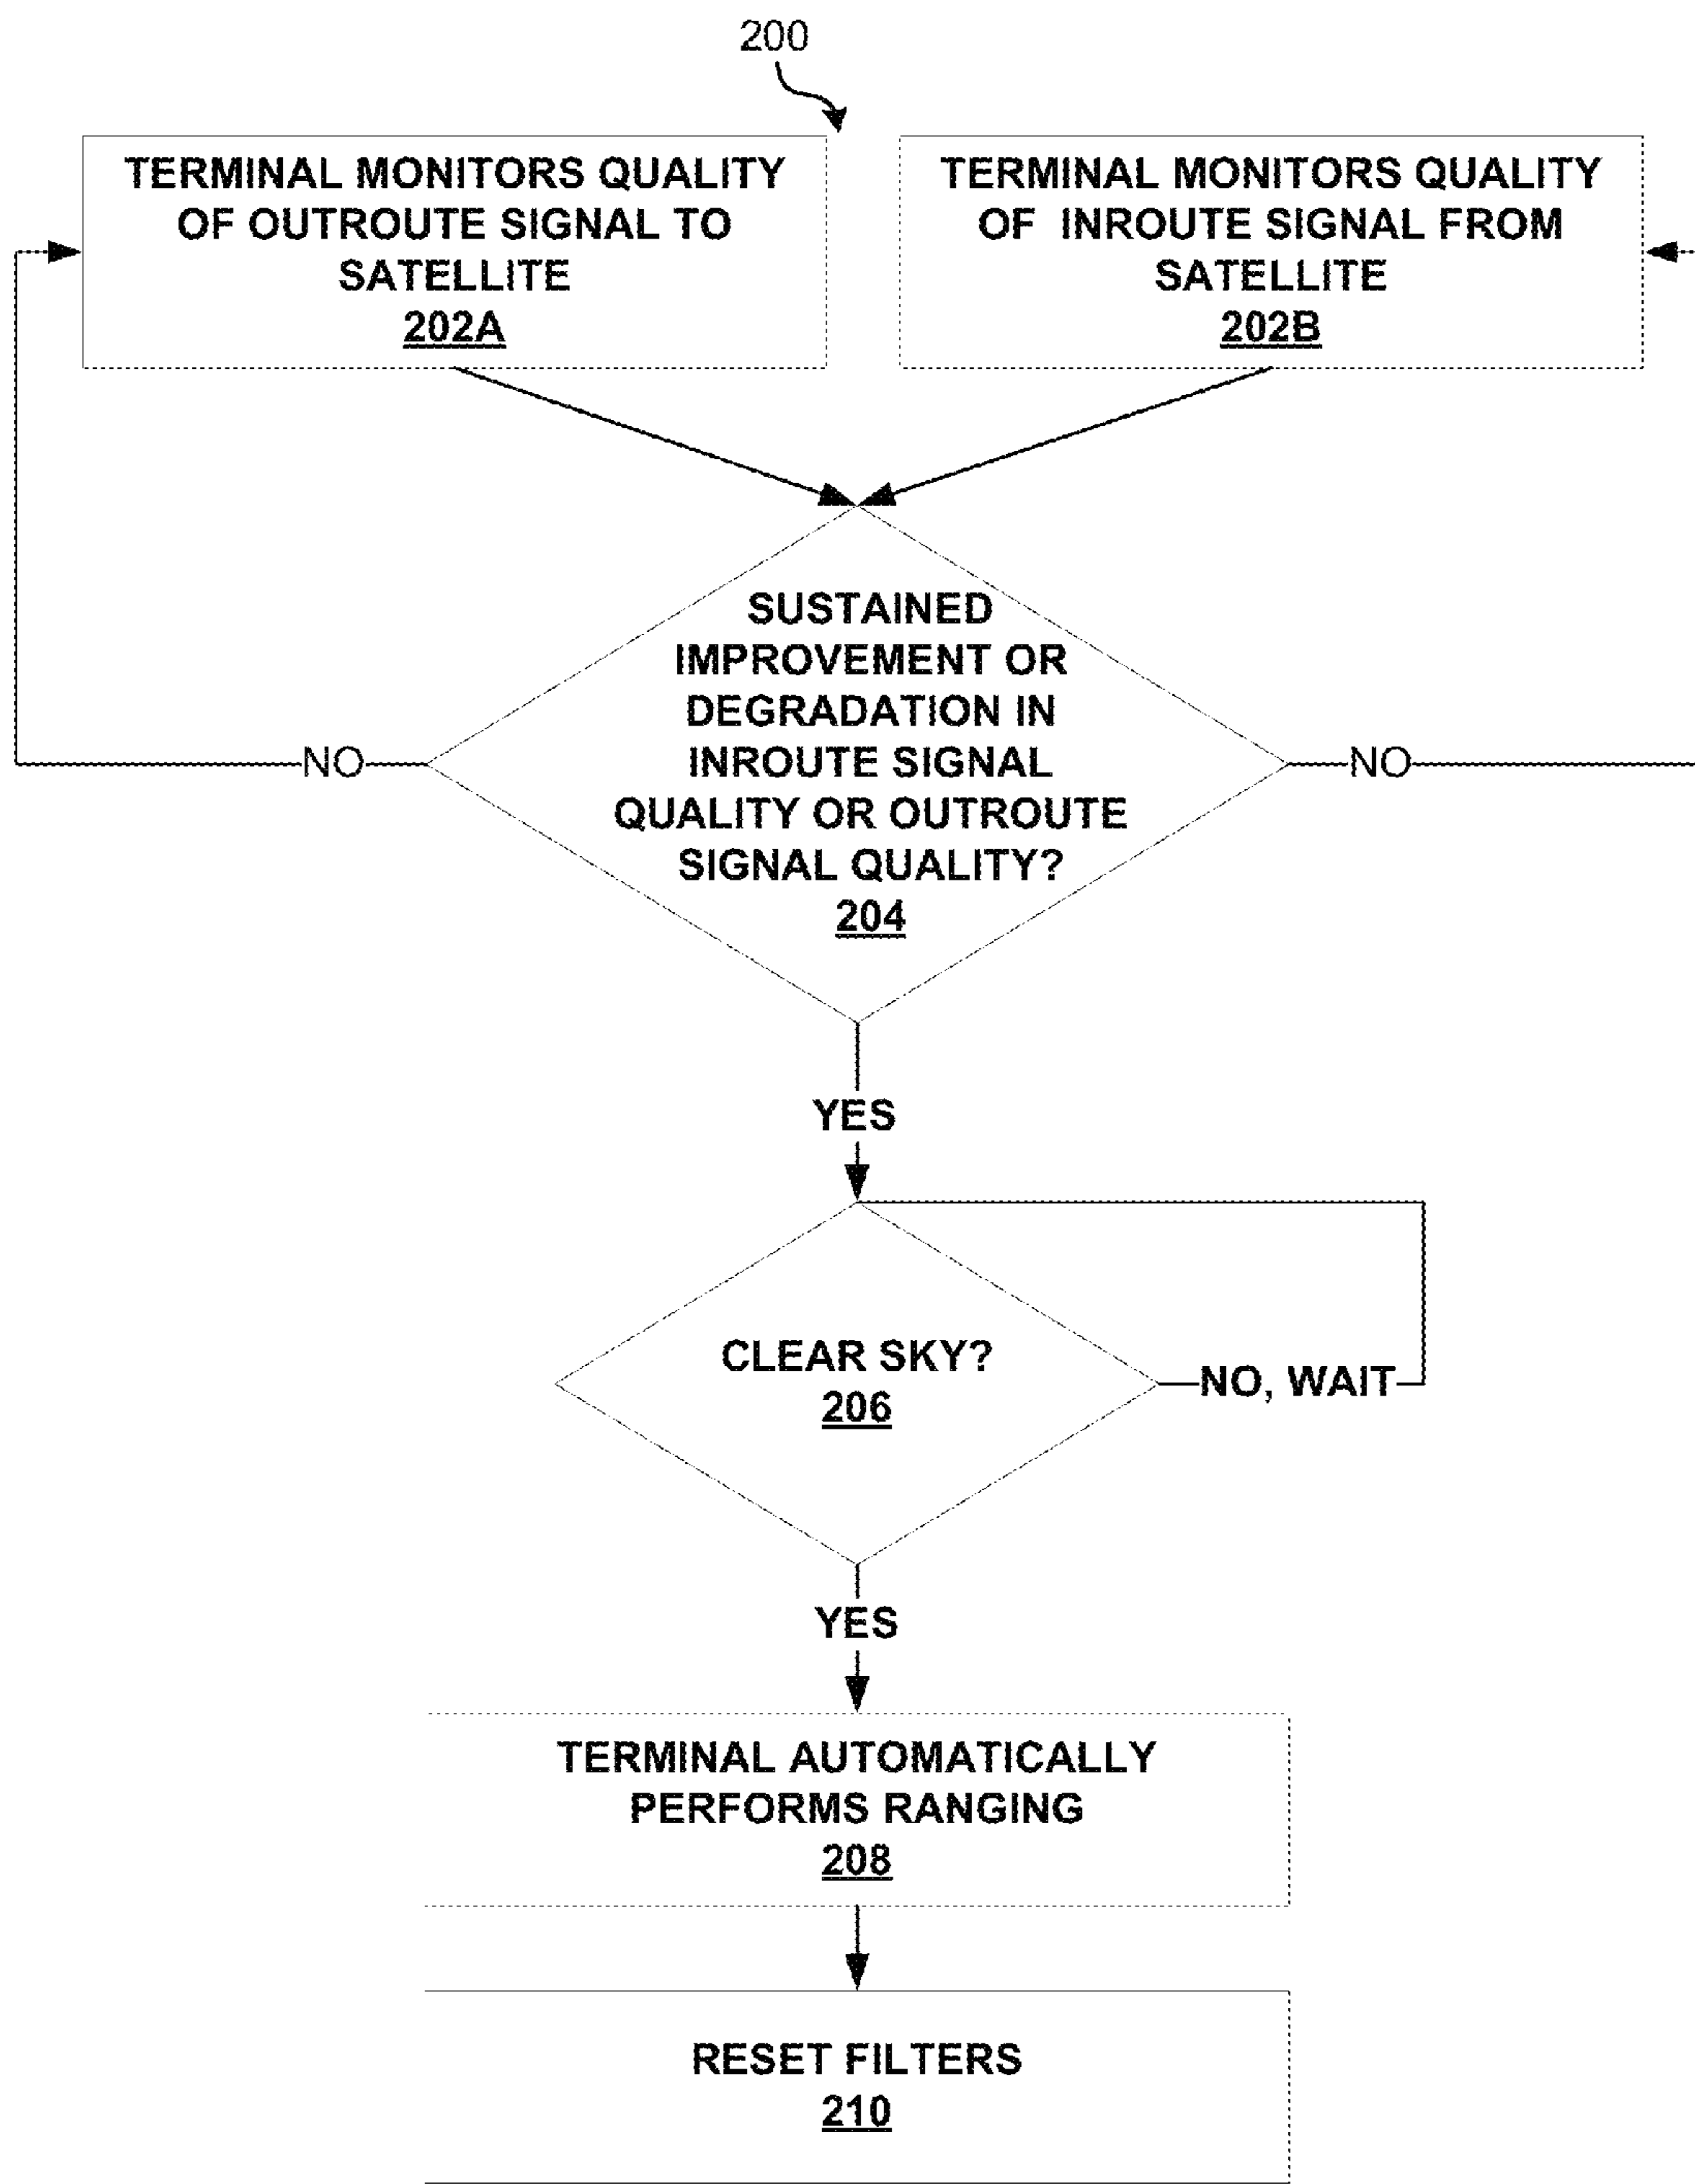 200
TERMINAL MONITORS QUALITY
OF OUTROUTE SIGNAL TO
SATELLITE
202A
TERMINAL MONITORS QUALITY
OF INROUTE SIGNAL FROM
SATELLITE
202B
SUSTAINED
IMPROVEMENT OR
DEGRADATION IN
INROUTE SIGNAL
QUALITY OR OUTROUTE
SIGNAL QUALITY?
204
NO
NO
YES
CLEAR SKY?
206
NO, WAIT
YES
TERMINAL AUTOMATICALLY
PERFORMS RANGING
208
RESET FILTERS
210